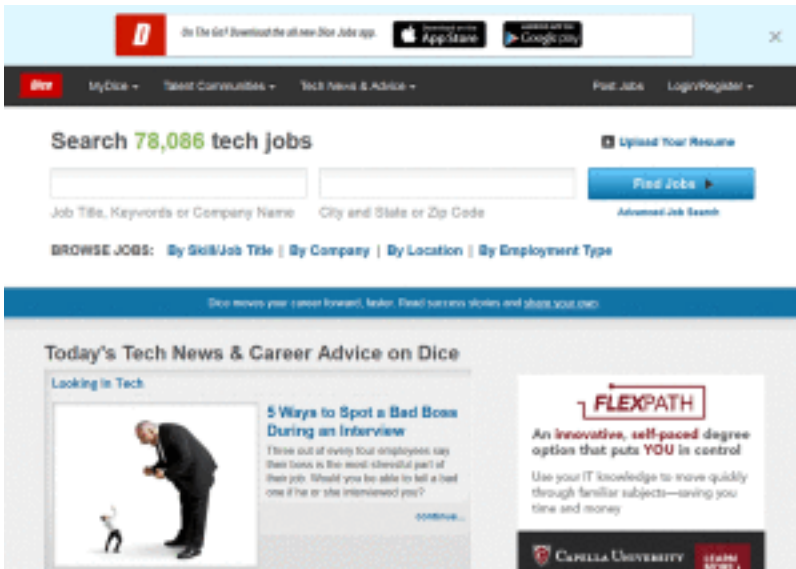 On The Go? Download the all new Dice Jobs app.
Download on the
App Store
Google play
Dice
MyDice
Talent Communities
Tech News & Advice
Post Jobs
Login/Register
Search 78,086 tech jobs
Upload Your Resume
Find Jobs
Job Title, Keywords or Company Name
City and State or Zip Code
Advanced Job Search
BROWSE JOBS: By Skill/Job Title | By Company | By Location | By Employment Type
Dice moves your career forward, faster. Read success stories and share your own.
Today's Tech News & Career Advice on Dice
Looking in Tech
5 Ways to Spot a Bad Boss
During an Interview
Three out of every four employees say
their boss is the most stressful part of
their job. Would you be able to tell a bad
one if he or she interviewed you?
continue...
FLEXPATH
An innovative, self-paced degree
option that puts YOU in control
Use your IT knowledge to move quickly
through familiar subjects—saving you
time and money
CAPELLA UNIVERSITY
LEARN
MORE